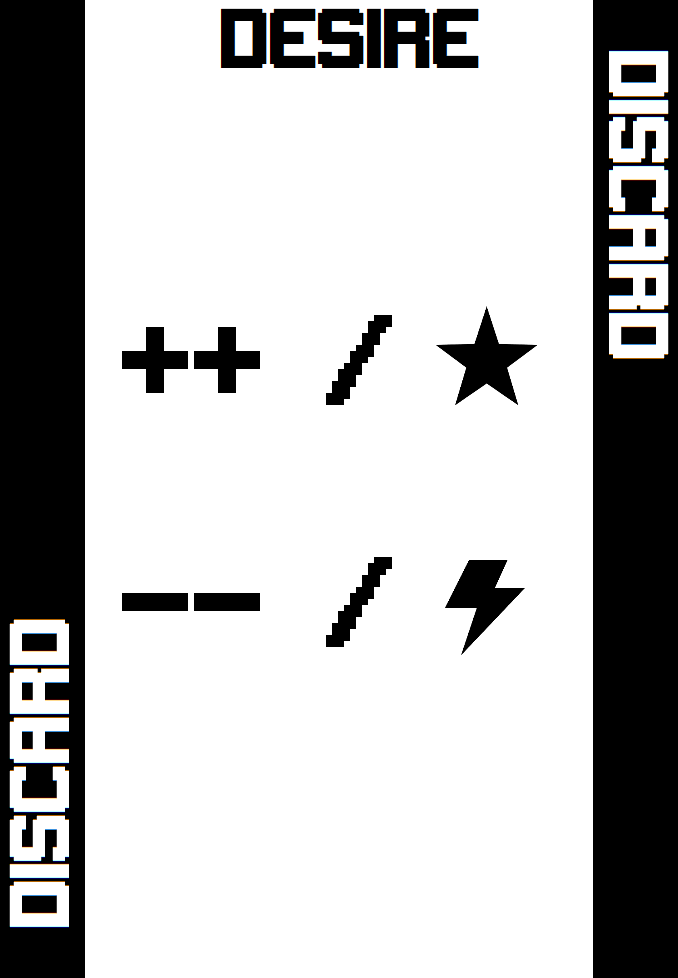 DESIRE
++ / ★
-- / ⚡
DISCARD
DISCARD